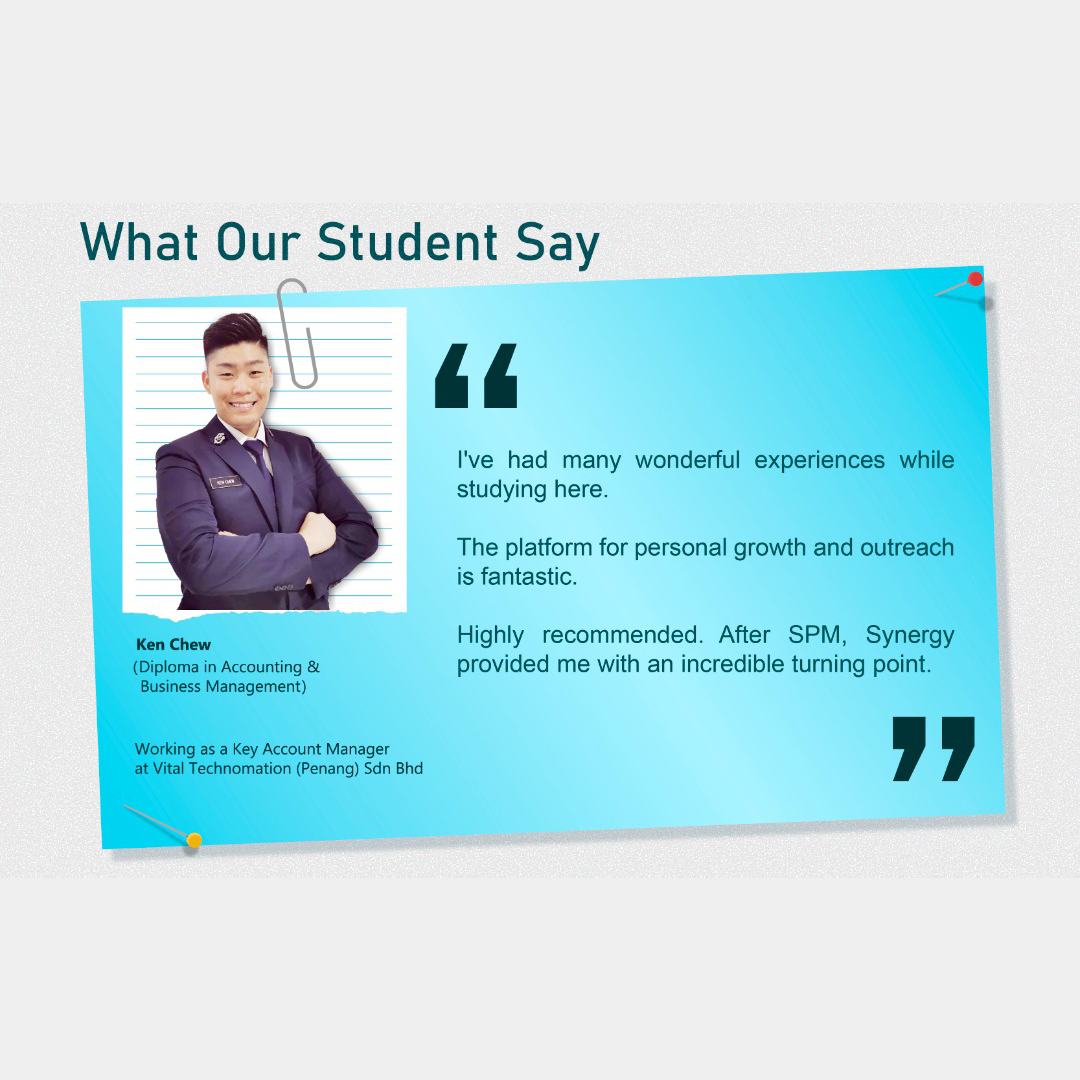 What Our Student Say
“
I've had many wonderful experiences while
studying here.
The platform for personal growth and outreach
is fantastic.
Highly recommended. After SPM, Synergy
provided me with an incredible turning point.
”
KEN CHEW
Ken Chew
(Diploma in Accounting &
Business Management)
Working as a Key Account Manager
at Vital Technomation (Penang) Sdn Bhd